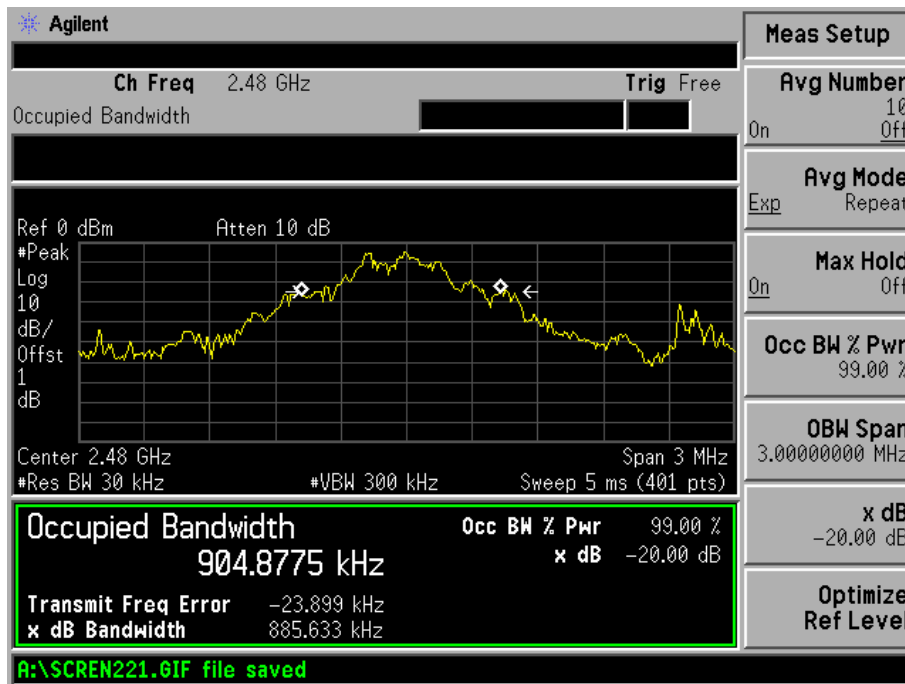 Agilent
Ch Freq 2.48 GHz Trig Free
Occupied Bandwidth
Ref 0 dBm Atten 10 dB
#Peak
Log
10
dB/
Offst
1
dB
Center 2.48 GHz Span 3 MHz
#Res BW 30 kHz #VBW 300 kHz Sweep 5 ms (401 pts)
Occupied Bandwidth Occ BW % Pwr 99.00 %
904.8775 kHz x dB -20.00 dB
Transmit Freq Error -23.899 kHz
x dB Bandwidth 885.633 kHz
A:\SCREN221.GIF file saved
Meas Setup
Avg Number
10
On Off
Avg Mode
Exp Repeat
Max Hold
On Off
Occ BW % Pwr
99.00 %
OBW Span
3.00000000 MHz
x dB
-20.00 dB
Optimize
Ref Level